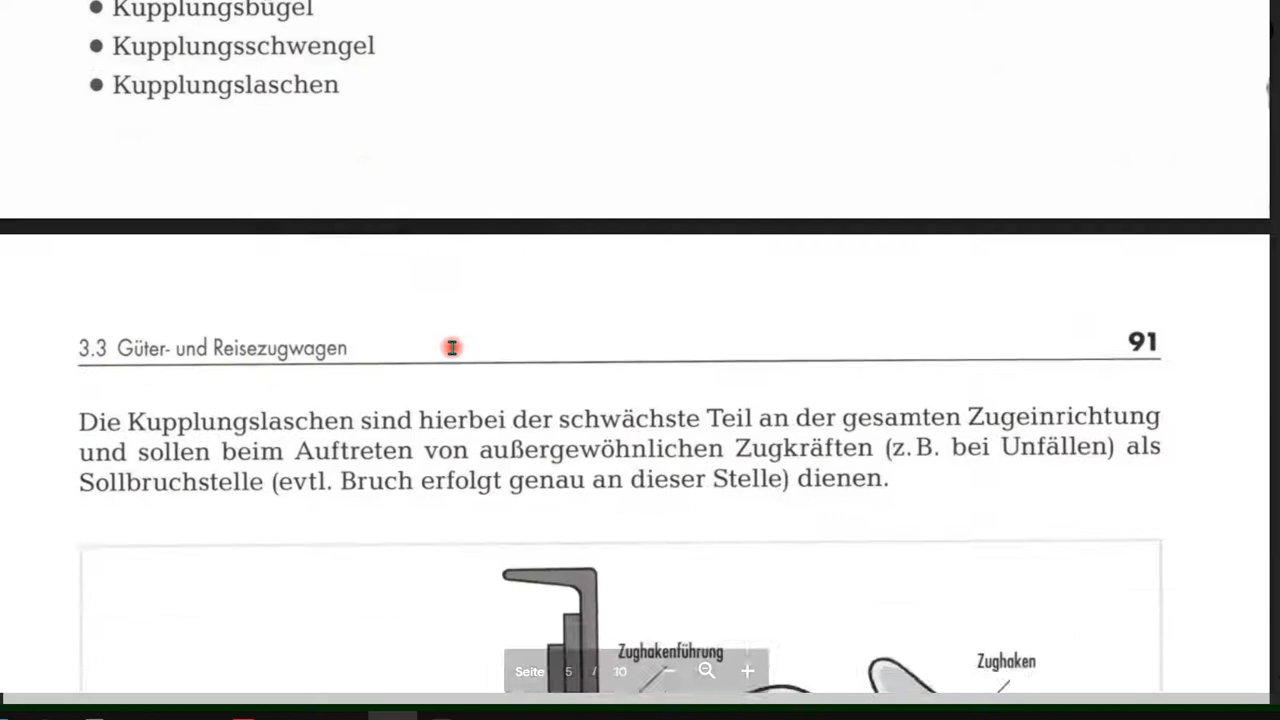 ● Kupplungsbügel
● Kupplungsschwengel
● Kupplungslaschen
3.3 Güter- und Reisezugwagen
91
Die Kupplungslaschen sind hierbei der schwächste Teil an der gesamten Zugeinrichtung
und sollen beim Auftreten von außergewöhnlichen Zugkräften (z. B. bei Unfällen) als
Sollbruchstelle (evtl. Bruch erfolgt genau an dieser Stelle) dienen.
Zughakenführung
Zughaken
Seite 5 / 10